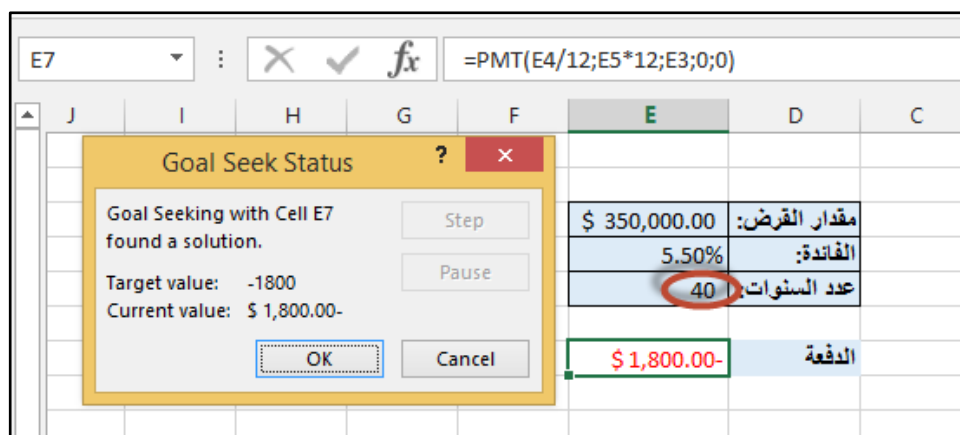 E7 fx =PMT(E4/12;E5*12;E3;0;0)
J I H G F E D C
Goal Seek Status ? ×
Goal Seeking with Cell E7
found a solution.
Step
Pause
Target value: -1800
Current value: $ 1,800.00-
OK Cancel
مقدار القرض: $ 350,000.00
الفائدة: 5.50%
عدد السنوات: 40
الدفعة $ 1,800.00-